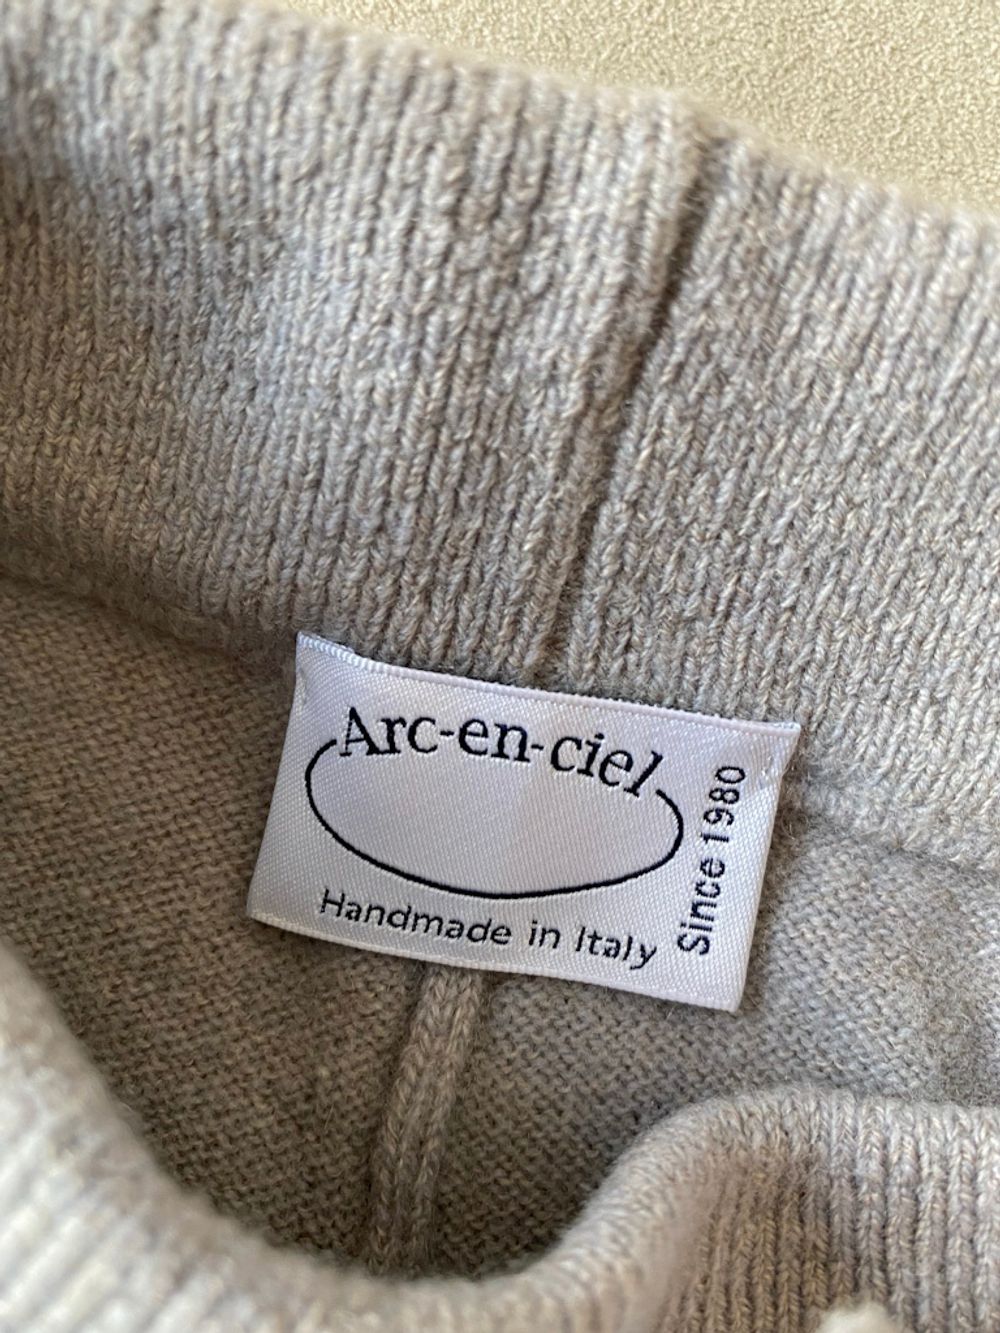 Arc-en-ciel
Handmade in Italy
Since 1980